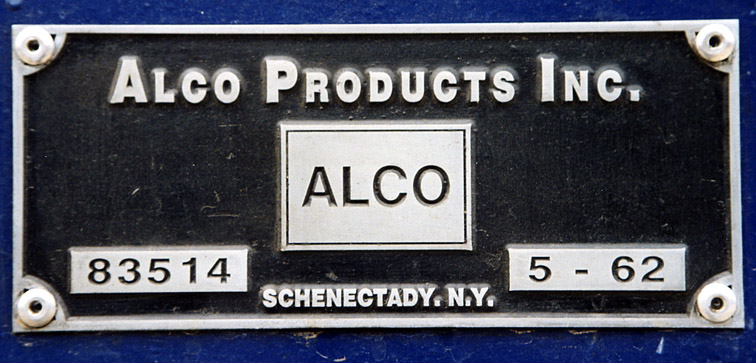 ALCO PRODUCTS INC.
ALCO
83514
5 - 62
SCHENECTADY. N.Y.